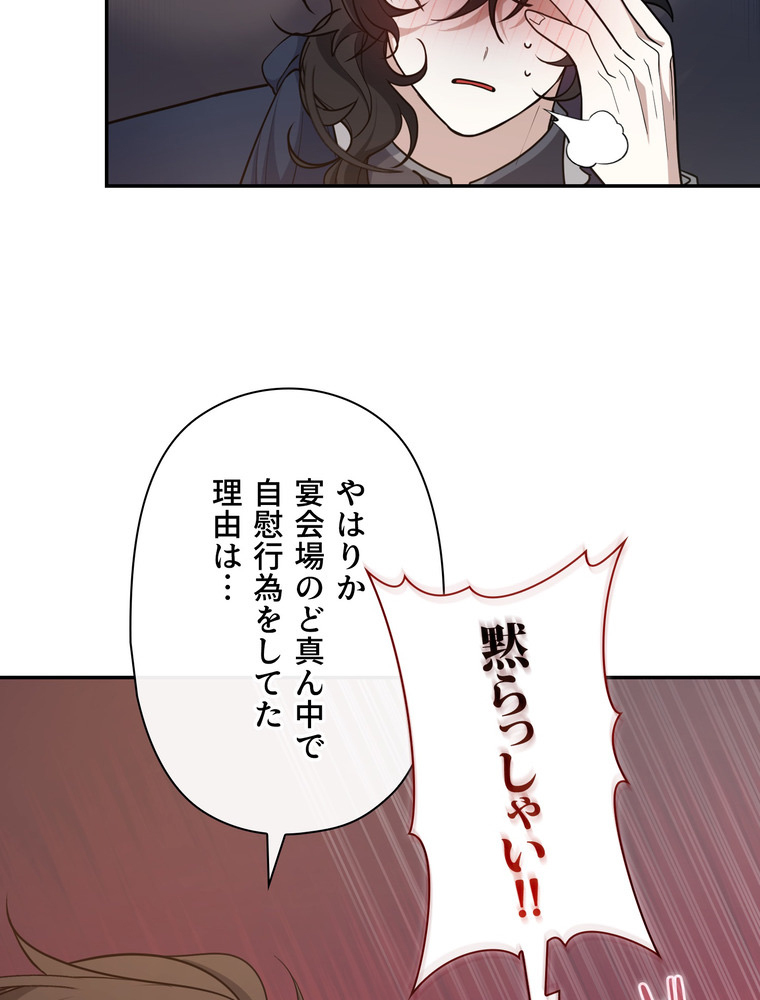 やはりか
宴会場のど真ん中で
自慰行為をしてた
理由は…
黙らっしゃい!!